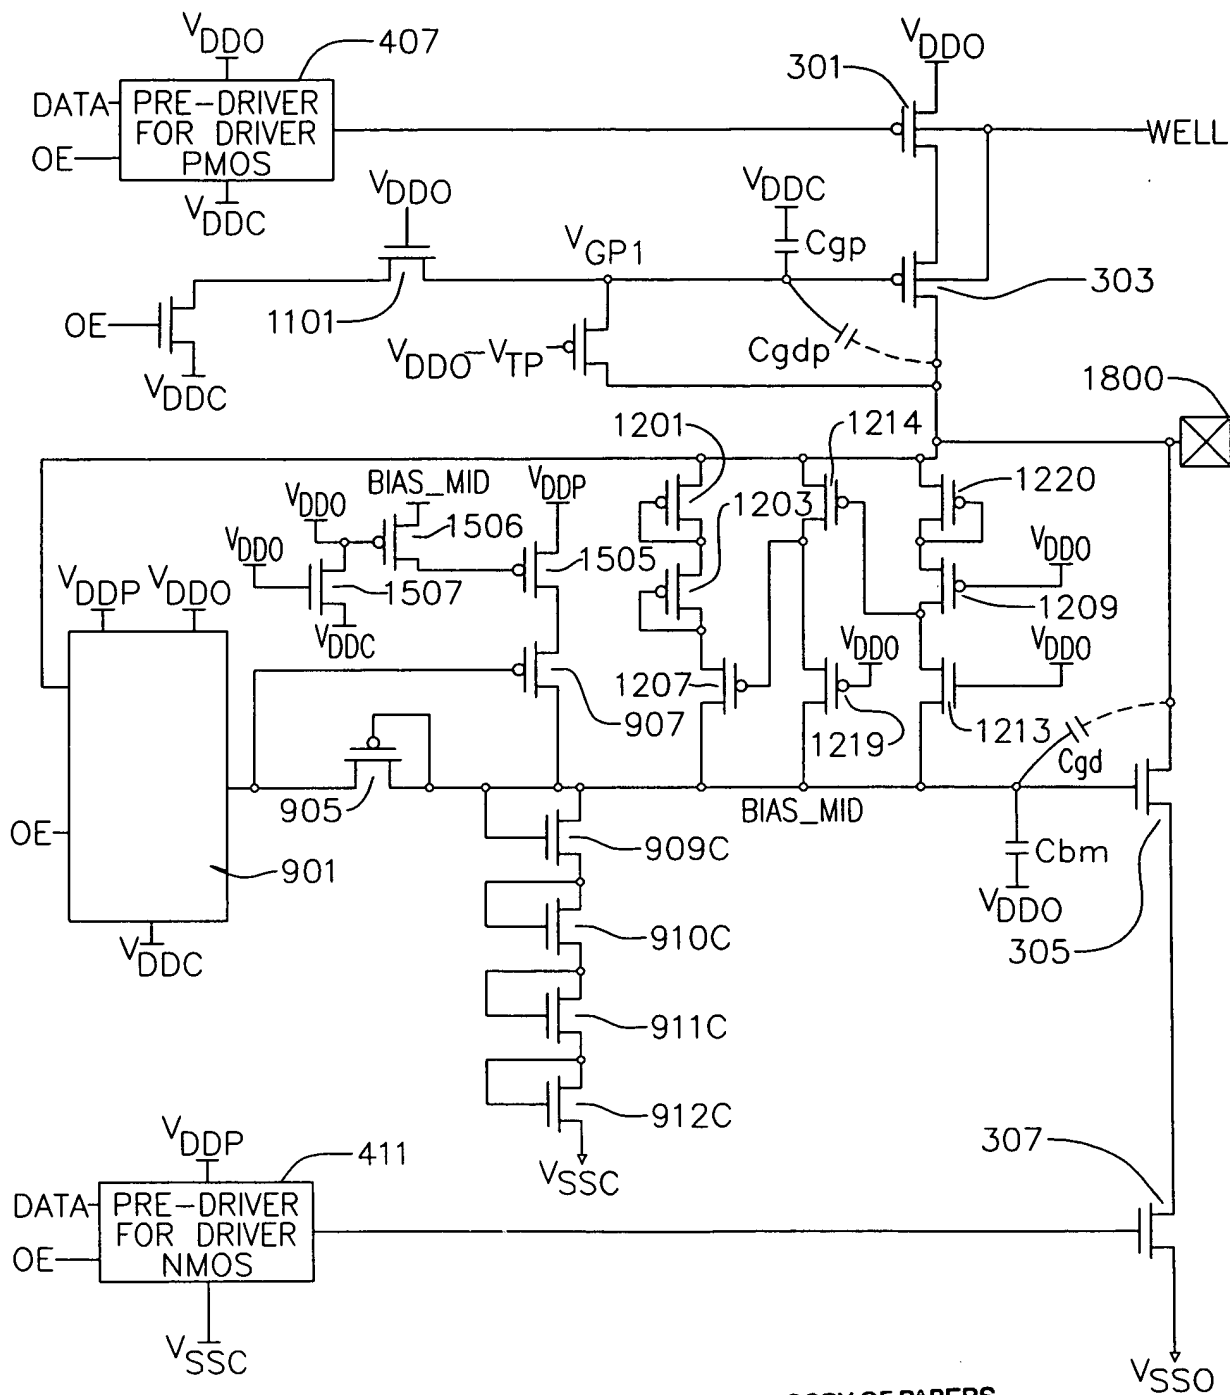 VDDO
407
VDDO
301
DATA
PRE-DRIVER
FOR DRIVER
PMOS
OE
WELL
VDDC
VDDO
VDDC
Cgp
VGP1
303
1101
OE
VDDO-VTP
Cgdp
VDDC
1800
1201
1214
BIAS_MID
VDDP
1203
1220
VDDO
1506
VDDO
1505
VDDO
VDDP
VDDO
1507
1209
VDDC
VDDO
VDDO
1207
907
1219
1213
Cgd
905
BIAS_MID
OE
901
909C
Cbm
VDDO
910C
VDDC
305
911C
912C
VDDP
411
307
VSSC
DATA
PRE-DRIVER
FOR DRIVER
NMOS
OE
VSSC
VSSO
COPY OF PAPERS